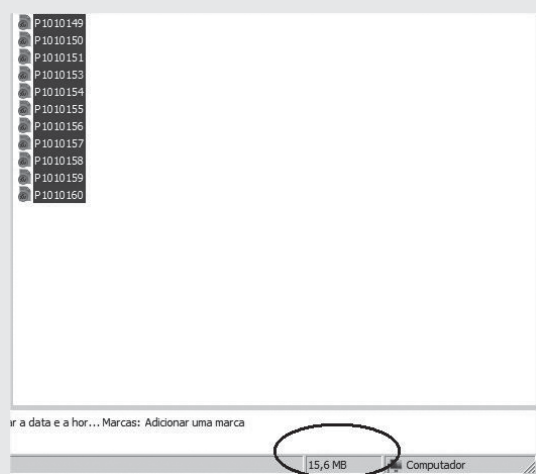 P1010149
P1010150
P1010151
P1010153
P1010154
P1010155
P1010156
P1010157
P1010158
P1010159
P1010160
r a data e a hor... Marcas: Adicionar uma marca
15,6 MB
Computador